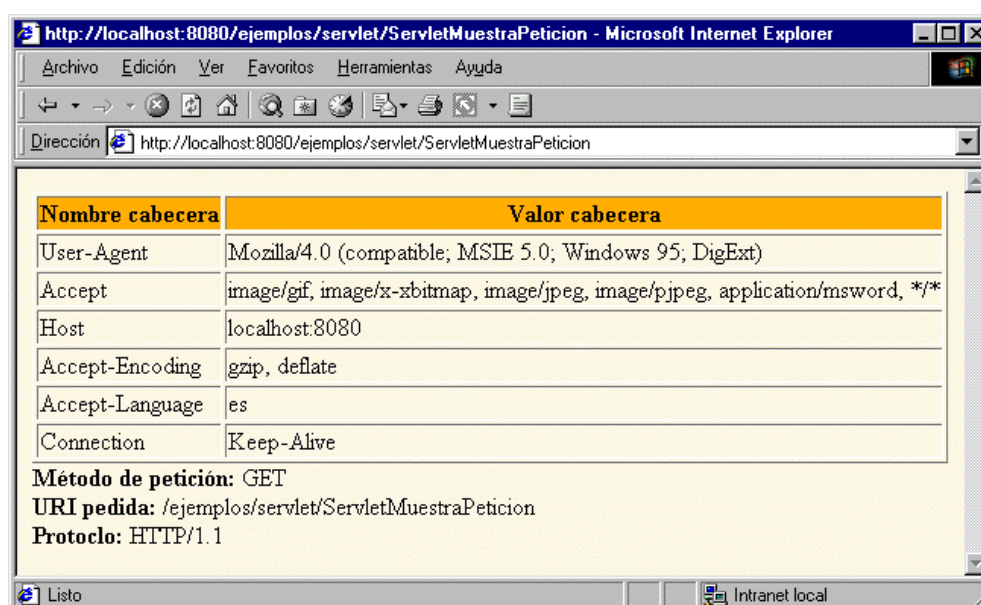 http://localhost:8080/ejemplos/servlet/ServletMuestraPeticion - Microsoft Internet Explorer
Archivo Edición Ver Favoritos Herramientas Ayuda
Dirección http://localhost:8080/ejemplos/servlet/ServletMuestraPeticion
Nombre cabecera Valor cabecera
User-Agent Mozilla/4.0 (compatible; MSIE 5.0; Windows 95; DigExt)
Accept image/gif, image/x-xbitmap, image/jpeg, image/pjpeg, application/msword, */*
Host localhost:8080
Accept-Encoding gzip, deflate
Accept-Language es
Connection Keep-Alive
Método de petición: GET
URI pedida: /ejemplos/servlet/ServletMuestraPeticion
Protoclo: HTTP/1.1
Listo Intranet local